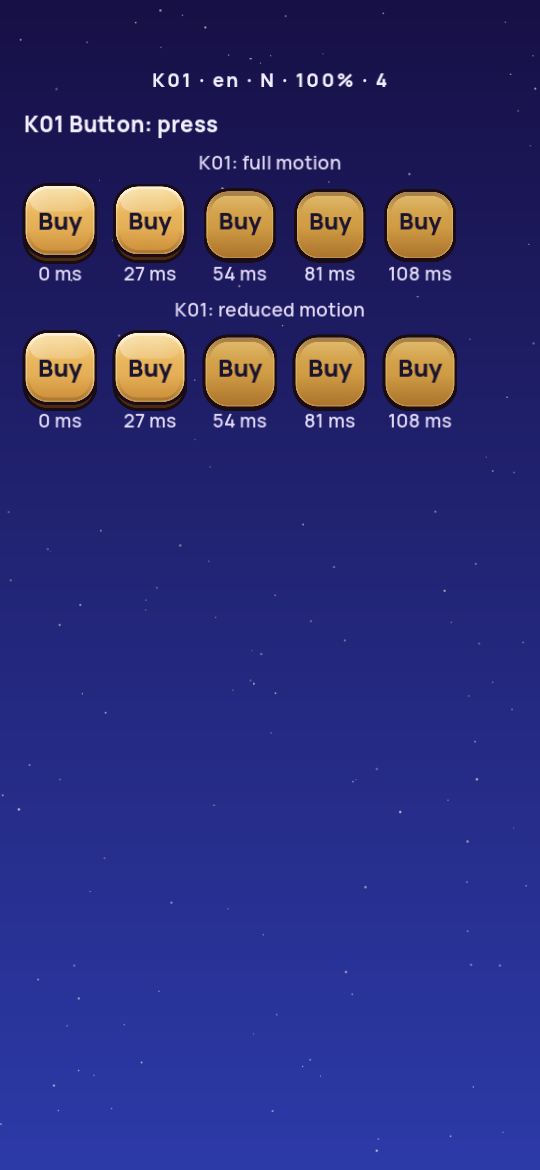 K01 · en · N · 100% · 4
K01 Button: press
K01: full motion
Buy Buy Buy Buy Buy
0 ms 27 ms 54 ms 81 ms 108 ms
K01: reduced motion
Buy Buy Buy Buy Buy
0 ms 27 ms 54 ms 81 ms 108 ms